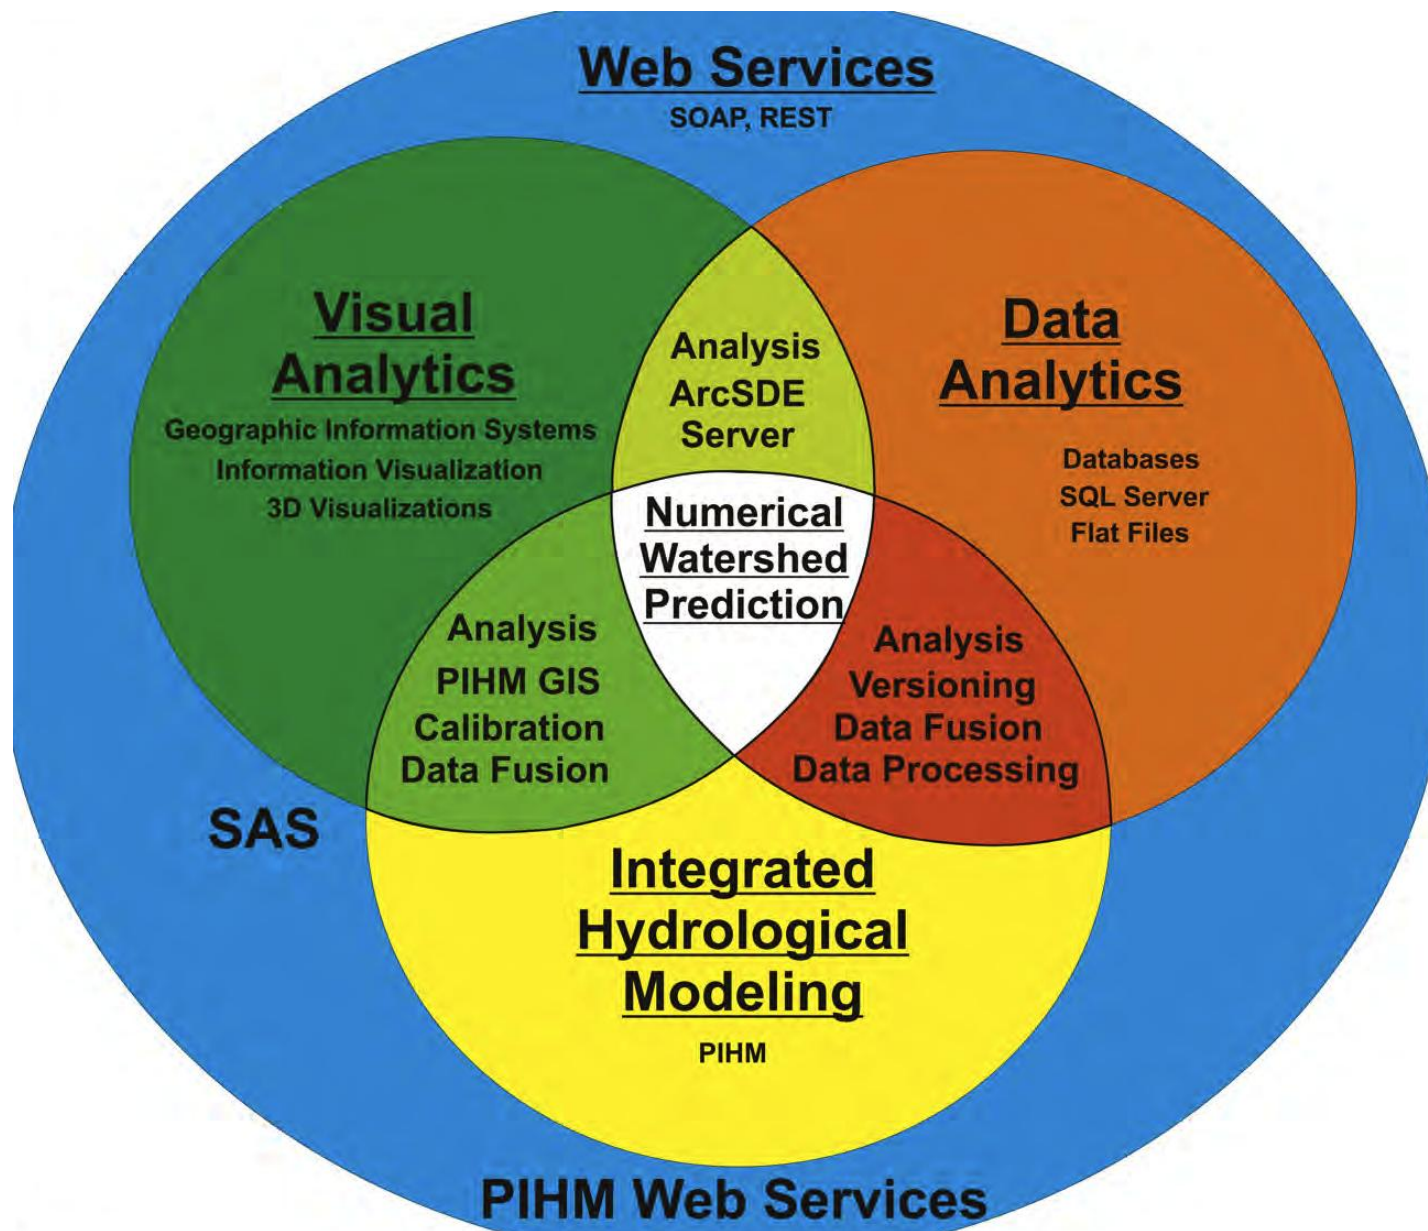 Web Services
SOAP, REST
Visual
Analytics
Geographic Information Systems
Information Visualization
3D Visualizations
Analysis
ArcSDE
Server
Data
Analytics
Databases
SQL Server
Flat Files
Numerical
Watershed
Prediction
Analysis
PIHM GIS
Calibration
Data Fusion
Analysis
Versioning
Data Fusion
Data Processing
SAS
Integrated
Hydrological
Modeling
PIHM
PIHM Web Services